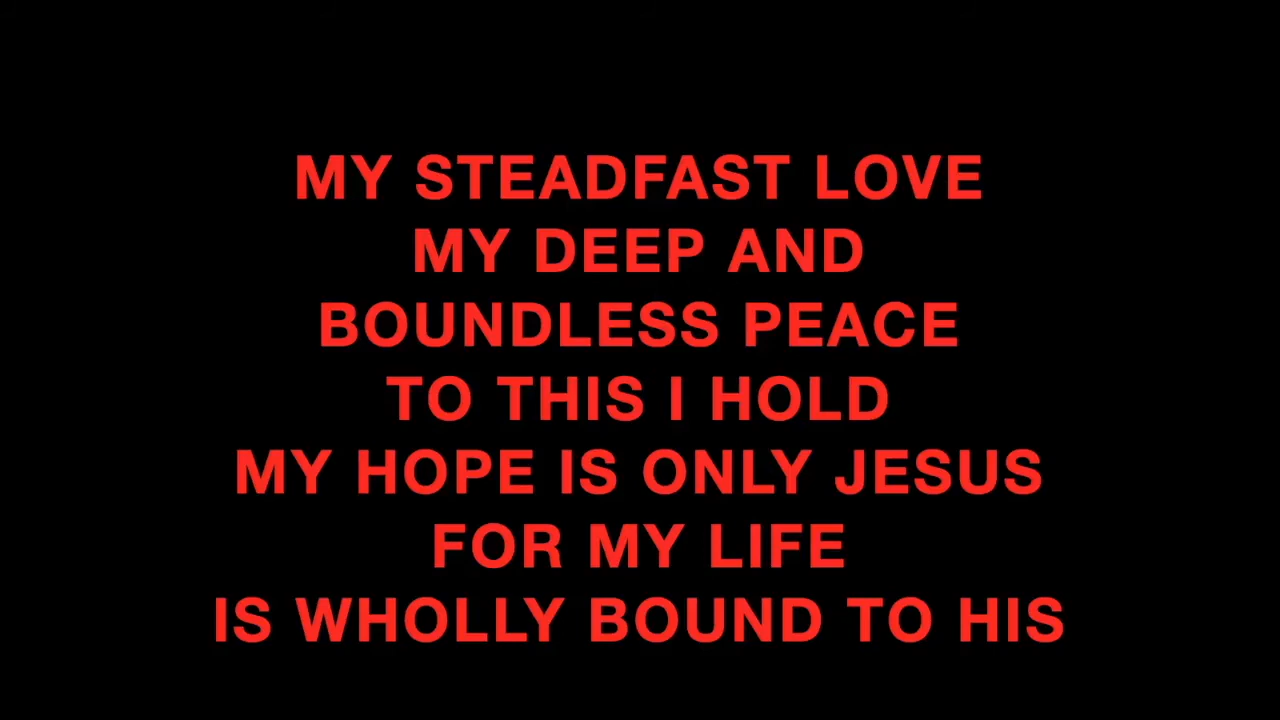 MY STEADFAST LOVE
MY DEEP AND
BOUNDLESS PEACE
TO THIS I HOLD
MY HOPE IS ONLY JESUS
FOR MY LIFE
IS WHOLLY BOUND TO HIS